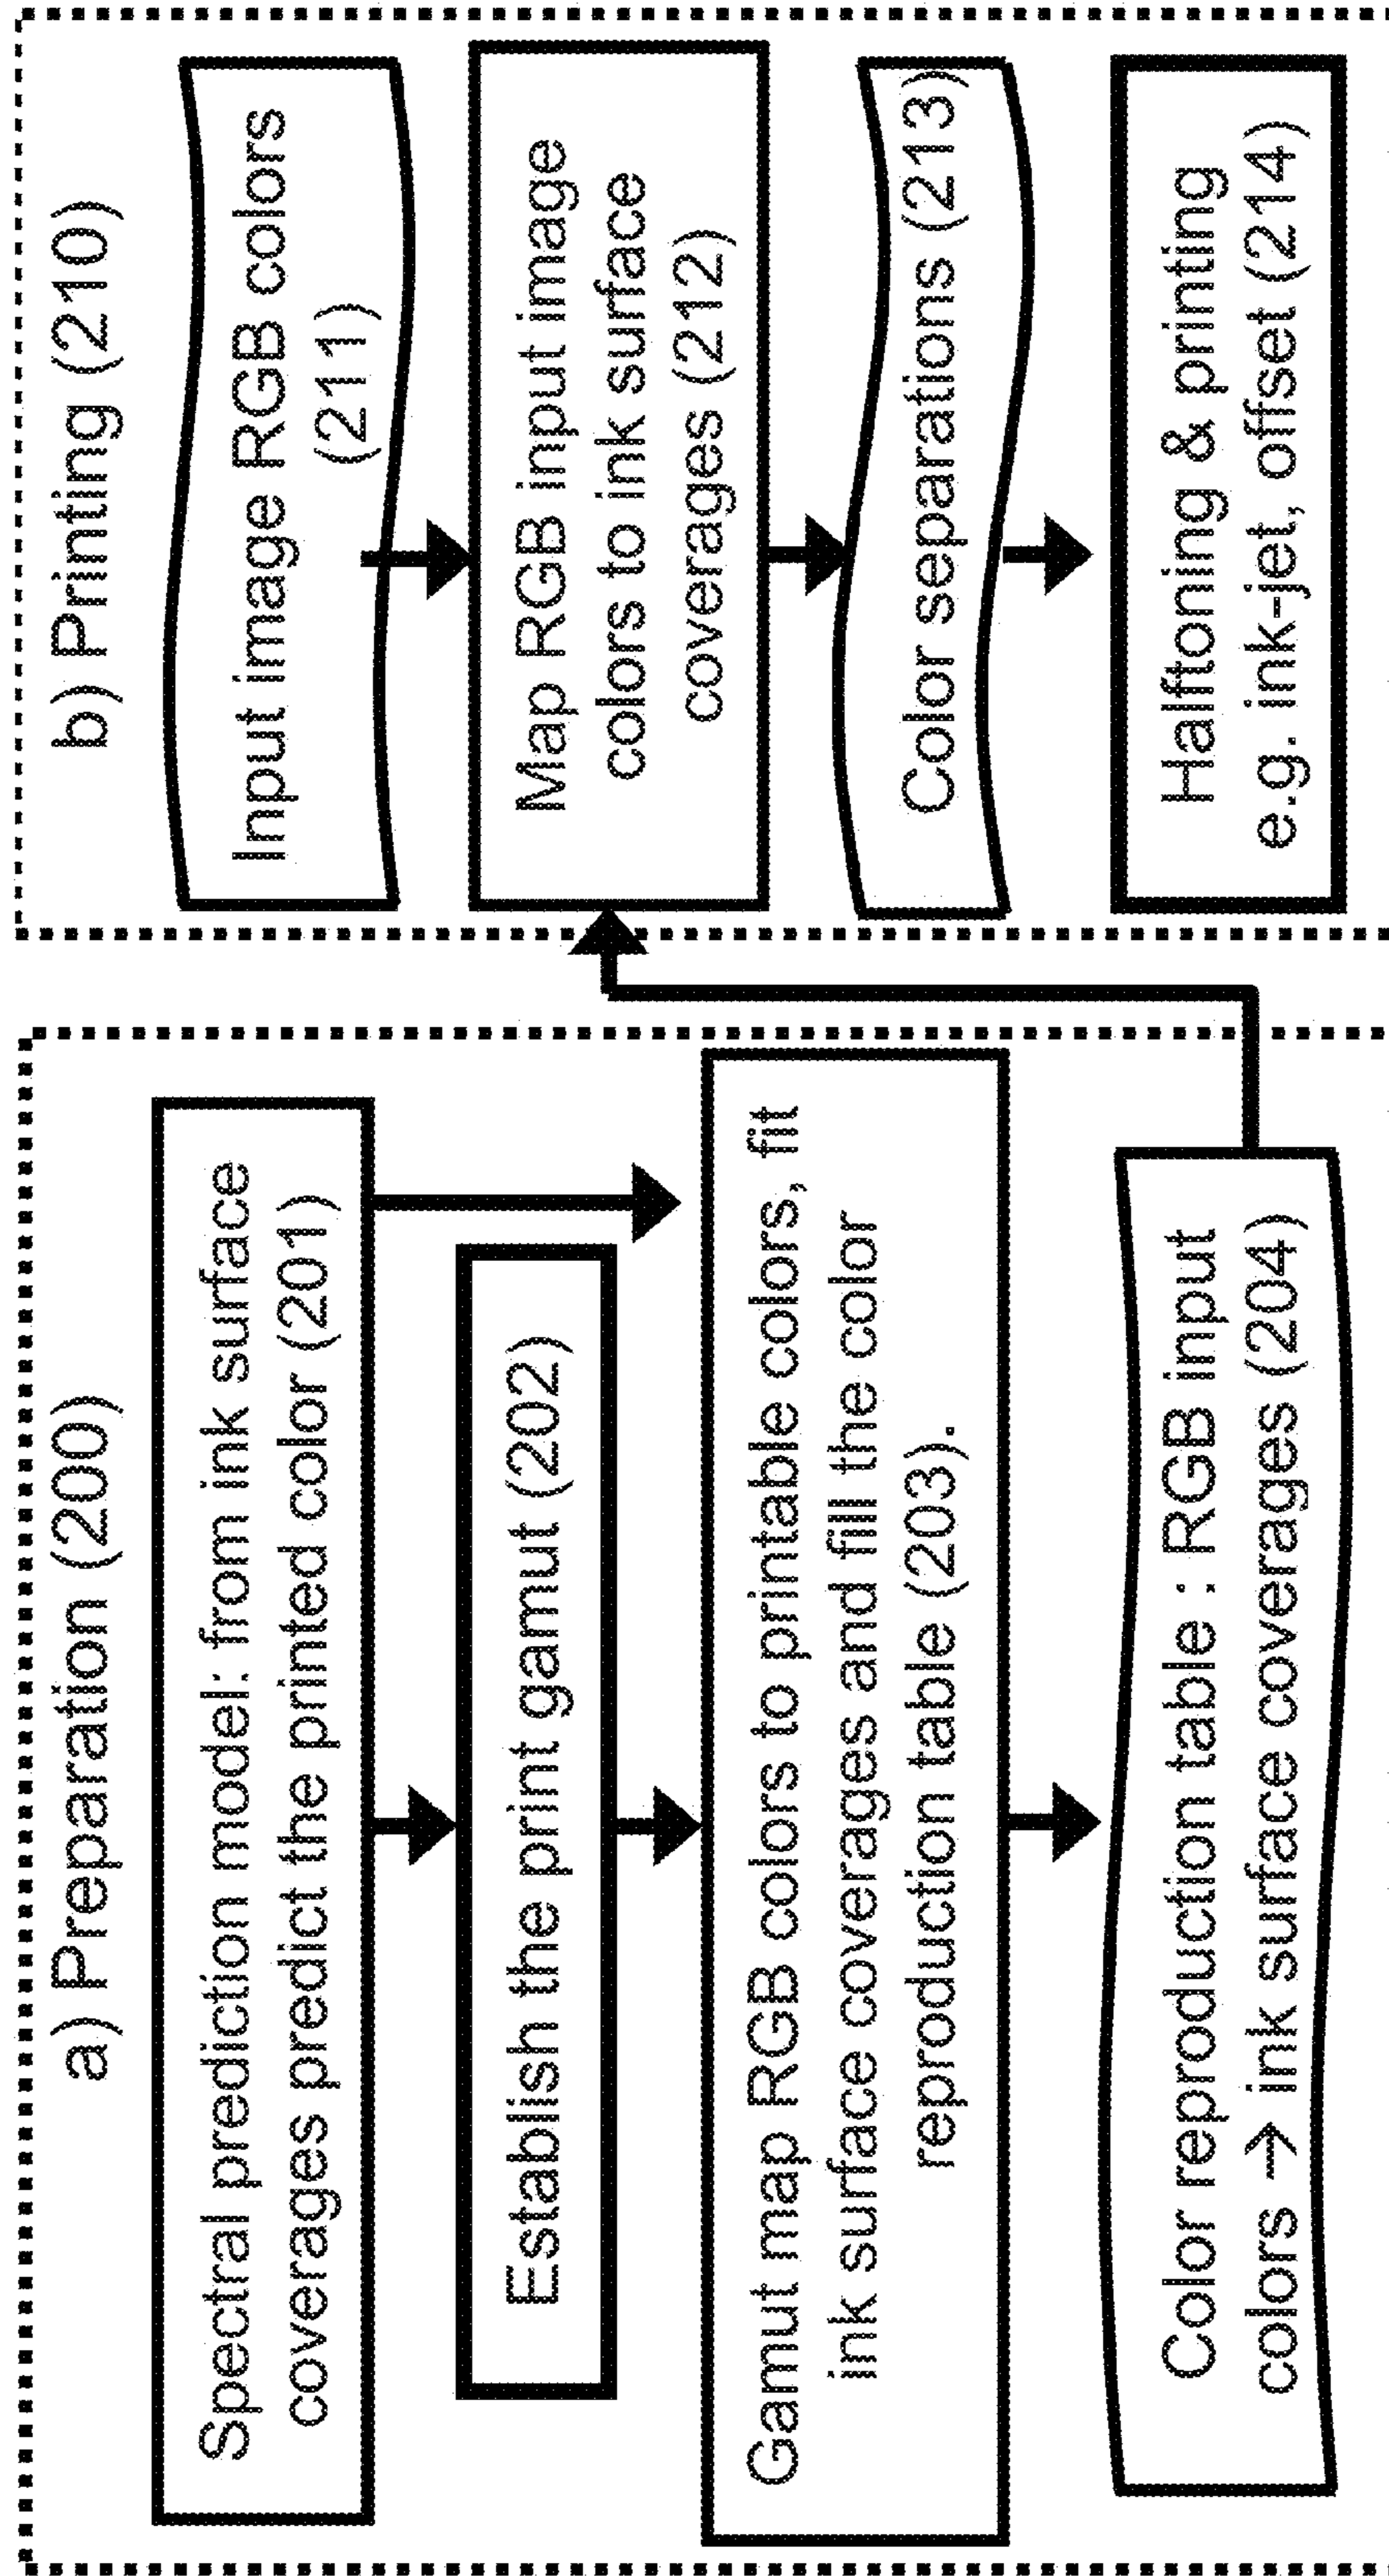 a) Preparation (200)
Spectral prediction model: from ink surface
coverages predict the printed color (201)
Establish the print gamut (202)
Gamut map RGB colors to printable colors, fit
ink surface coverages and fill the color
reproduction table (203).
Color reproduction table : RGB input
colors → ink surface coverages (204)
b) Printing (210)
Input image RGB colors
(211)
Map RGB input image
colors to ink surface
coverages (212)
Color separations (213)
Halftoning & printing
e.g. ink-jet, offset (214)